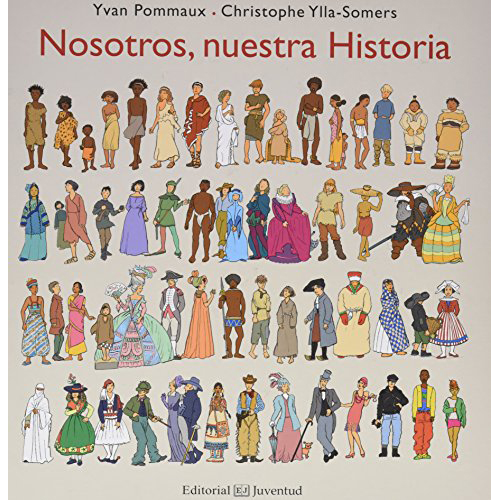 Yvan Pommaux • Christophe Ylla-Somers
Nosotros, nuestra Historia
Editorial EJ Juventud